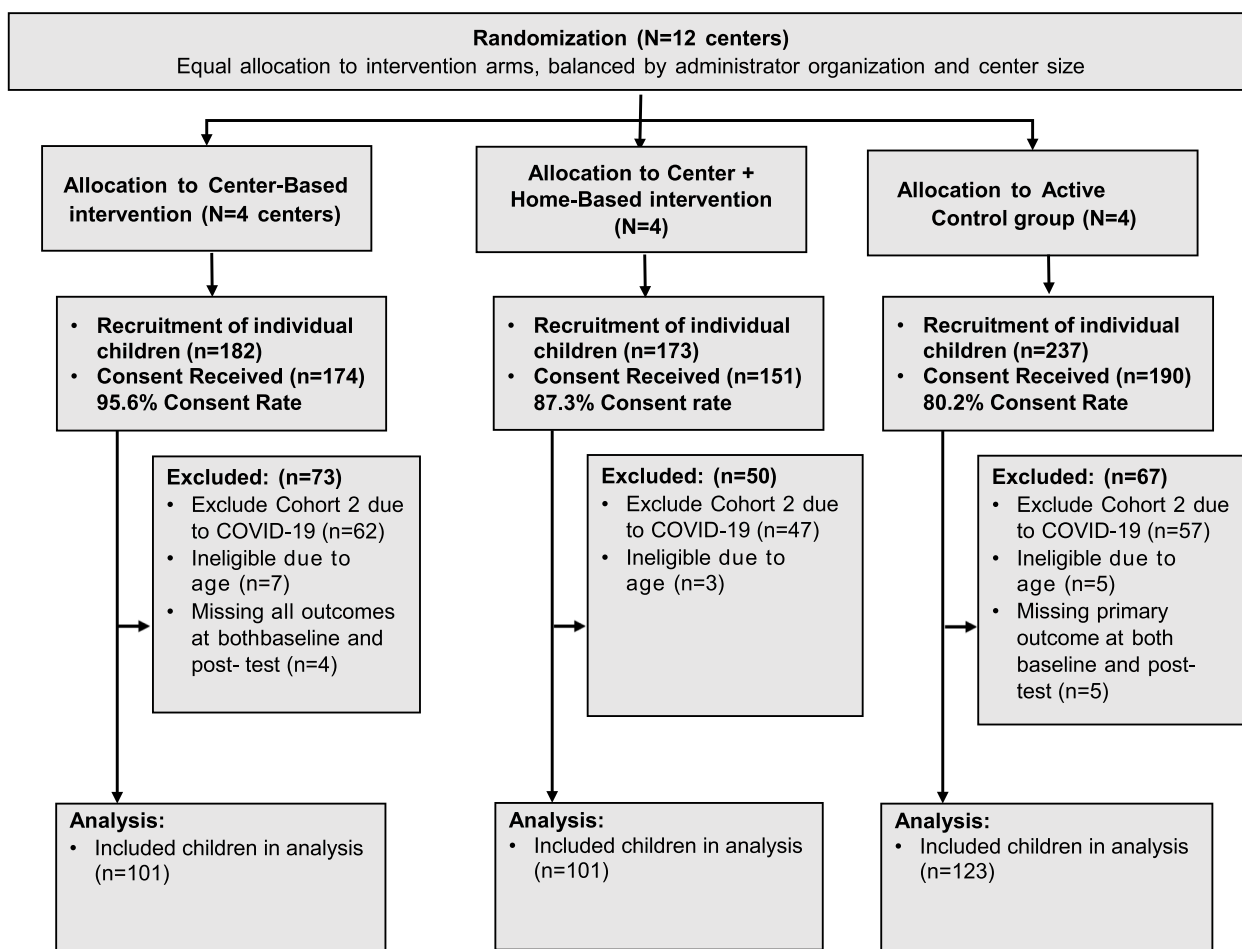 Randomization (N=12 centers)
Equal allocation to intervention arms, balanced by administrator organization and center size
Allocation to Center-Based
intervention (N=4 centers)
Allocation to Center +
Home-Based intervention
(N=4)
Allocation to Active
Control group (N=4)
• Recruitment of individual
children (n=182)
• Consent Received (n=174)
95.6% Consent Rate
• Recruitment of individual
children (n=173)
• Consent Received (n=151)
87.3% Consent rate
• Recruitment of individual
children (n=237)
• Consent Received (n=190)
80.2% Consent Rate
Excluded: (n=73)
• Exclude Cohort 2 due
to COVID-19 (n=62)
• Ineligible due to
age (n=7)
• Missing all outcomes
at bothbaseline and
post- test (n=4)
Excluded: (n=50)
• Exclude Cohort 2 due
to COVID-19 (n=47)
• Ineligible due to
age (n=3)
Excluded: (n=67)
• Exclude Cohort 2 due
to COVID-19 (n=57)
• Ineligible due to
age (n=5)
• Missing primary
outcome at both
baseline and post-
test (n=5)
Analysis:
• Included children in analysis
(n=101)
Analysis:
• Included children in analysis
(n=101)
Analysis:
• Included children in analysis
(n=123)